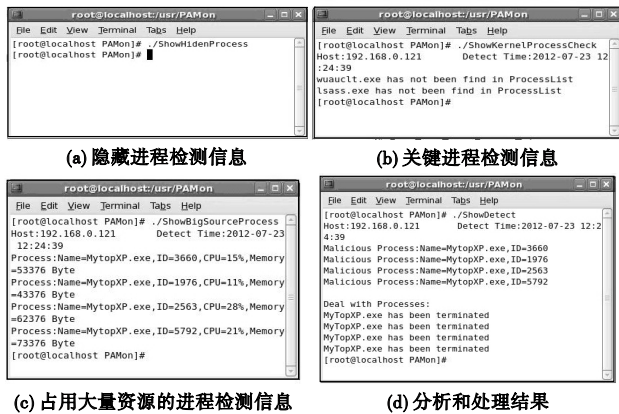 root@localhost:/usr/PAMon
File Edit View Terminal Tabs Help
[root@localhost PAMon]# ./ShowHidenProcess
[root@localhost PAMon]#
(a) 隐藏进程检测信息
root@localhost:/usr/PAMon
File Edit View Terminal Tabs Help
[root@localhost PAMon]# ./ShowKernelProcessCheck
Host:192.168.0.121 Detect Time:2012-07-23 12
:24:39
wuauclt.exe has not been find in ProcessList
lsass.exe has not been find in ProcessList
[root@localhost PAMon]#
(b) 关键进程检测信息
root@localhost:/usr/PAMon
File Edit View Terminal Tabs Help
[root@localhost PAMon]# ./ShowBigSourceProcess
Host:192.168.0.121 Detect Time:2012-07-23
12:24:39
Process:Name=MytopXP.exe,ID=3660,CPU=15%,Memory
=53376 Byte
Process:Name=MytopXP.exe,ID=1976,CPU=11%,Memory
=43376 Byte
Process:Name=MytopXP.exe,ID=2563,CPU=28%,Memory
=62376 Byte
Process:Name=MytopXP.exe,ID=5792,CPU=21%,Memory
=73376 Byte
[root@localhost PAMon]#
(c) 占用大量资源的进程检测信息
root@localhost:/usr/PAMon
File Edit View Terminal Tabs Help
[root@localhost PAMon]# ./ShowDetect
Host:192.168.0.121 Detect Time:2012-07-23 12:2
4:39
Malicious Process:Name=MytopXP.exe,ID=3660
Malicious Process:Name=MytopXP.exe,ID=1976
Malicious Process:Name=MytopXP.exe,ID=2563
Malicious Process:Name=MytopXP.exe,ID=5792
Deal with Processes:
MyTopXP.exe has been terminated
MyTopXP.exe has been terminated
MyTopXP.exe has been terminated
MyTopXP.exe has been terminated
[root@localhost PAMon]#
(d) 分析和处理结果